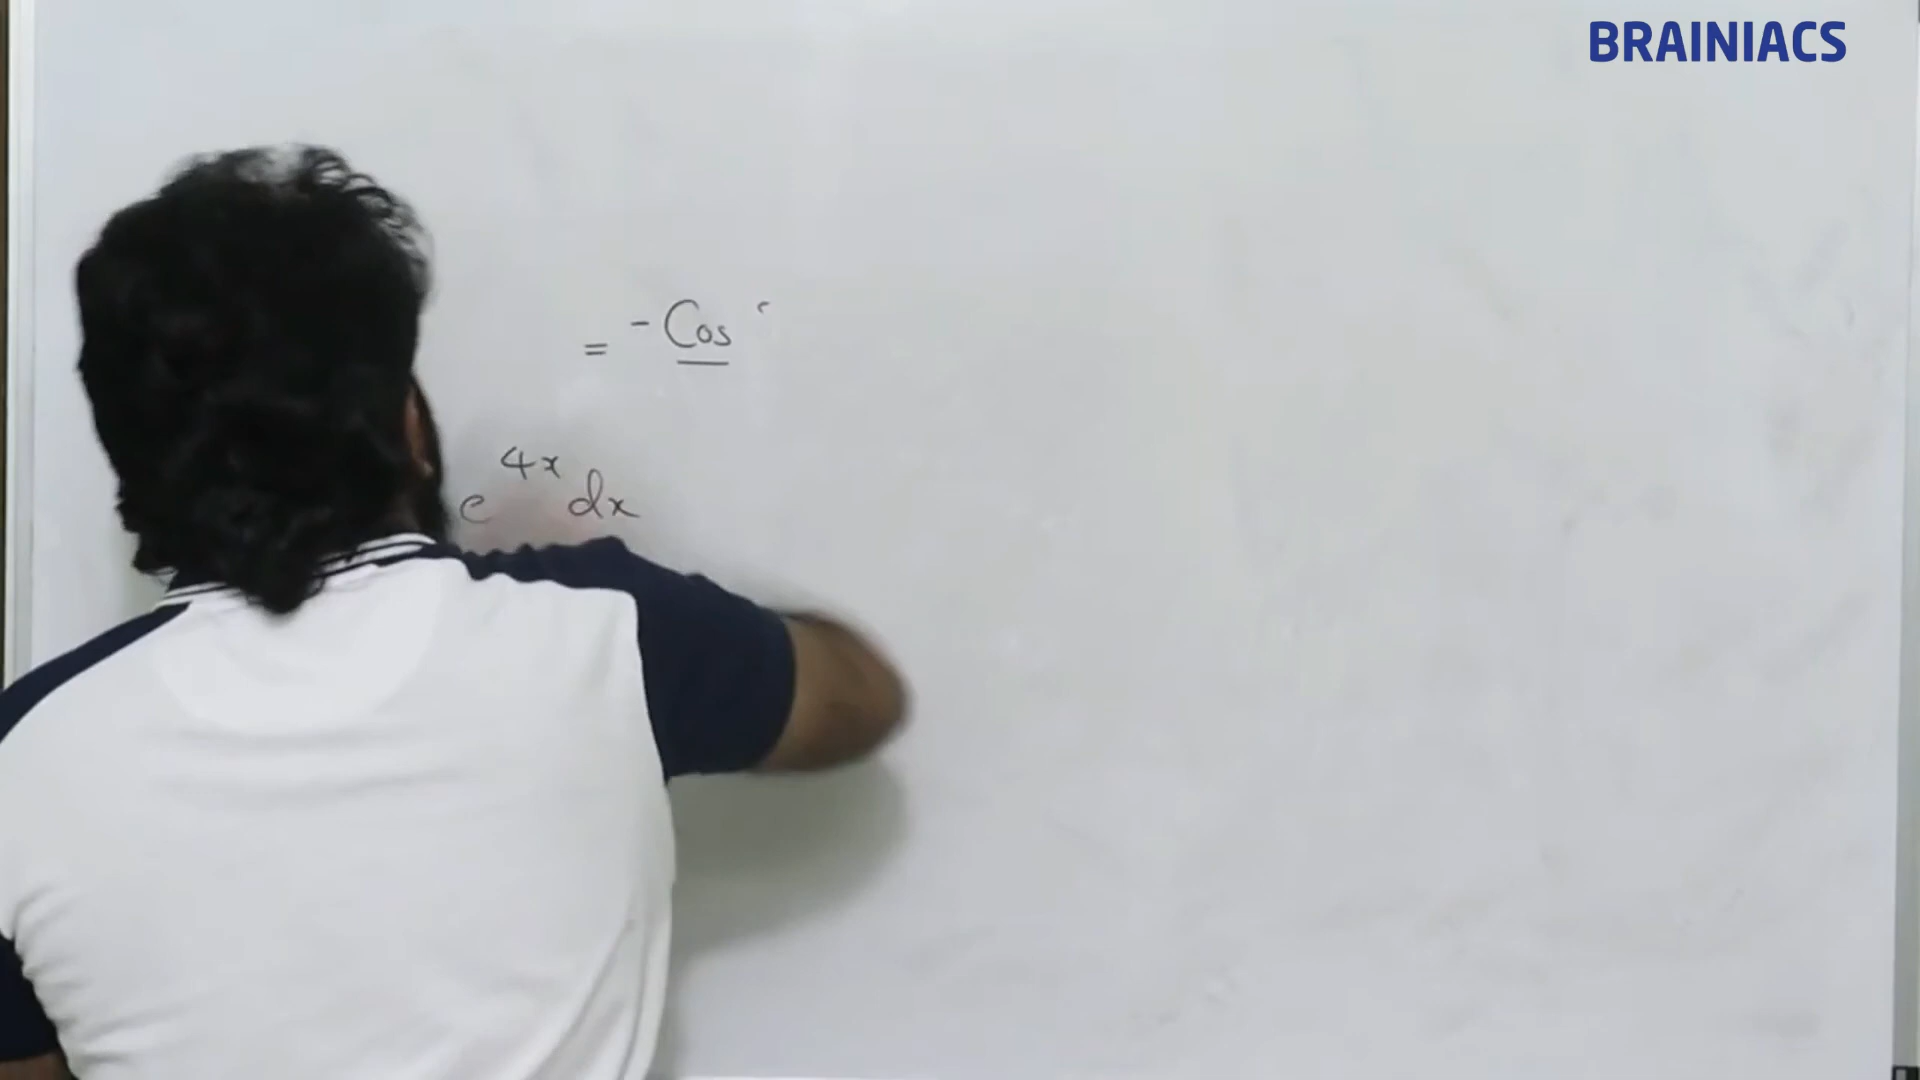 BRAINIACS
= - Cos
e^{4x} dx